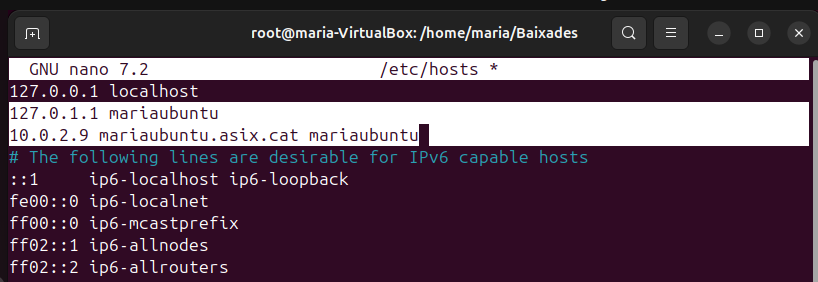 root@maria-VirtualBox: /home/maria/Baixades
GNU nano 7.2 /etc/hosts *
127.0.0.1 localhost
127.0.1.1 mariaubuntu
10.0.2.9 mariaubuntu.asix.cat mariaubuntu
# The following lines are desirable for IPv6 capable hosts
::1 ip6-localhost ip6-loopback
fe00::0 ip6-localnet
ff00::0 ip6-mcastprefix
ff02::1 ip6-allnodes
ff02::2 ip6-allrouters